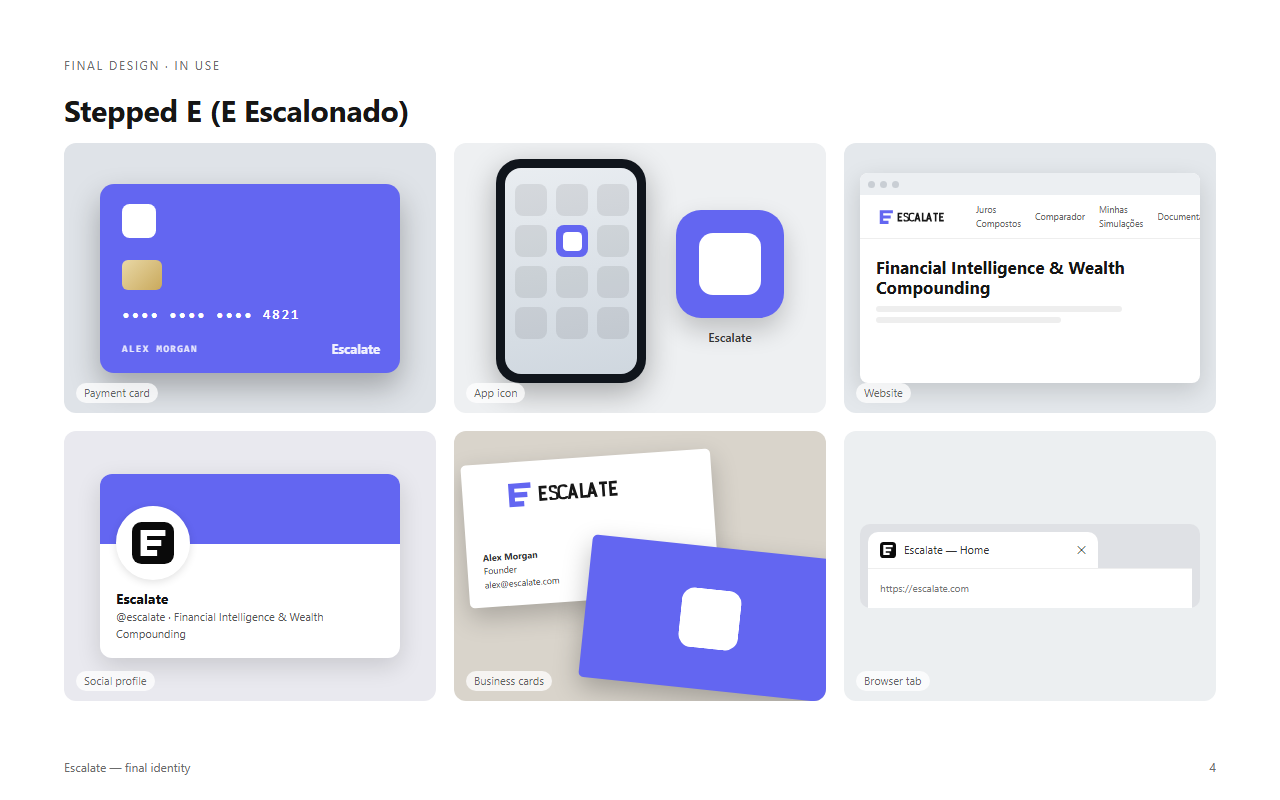 FINAL DESIGN · IN USE
Stepped E (E Escalonado)
•••• •••• •••• 4821
ALEX MORGAN
Escalate
Payment card
Escalate
App icon
ESCALATE
Juros
Compostos
Comparador
Minhas
Simulações
Documenta
Financial Intelligence & Wealth
Compounding
Website
E
Escalate
@escalate · Financial Intelligence & Wealth
Compounding
Social profile
ESCALATE
Alex Morgan
Founder
alex@escalate.com
Business cards
E
Escalate — Home
https://escalate.com
Browser tab
Escalate — final identity
4